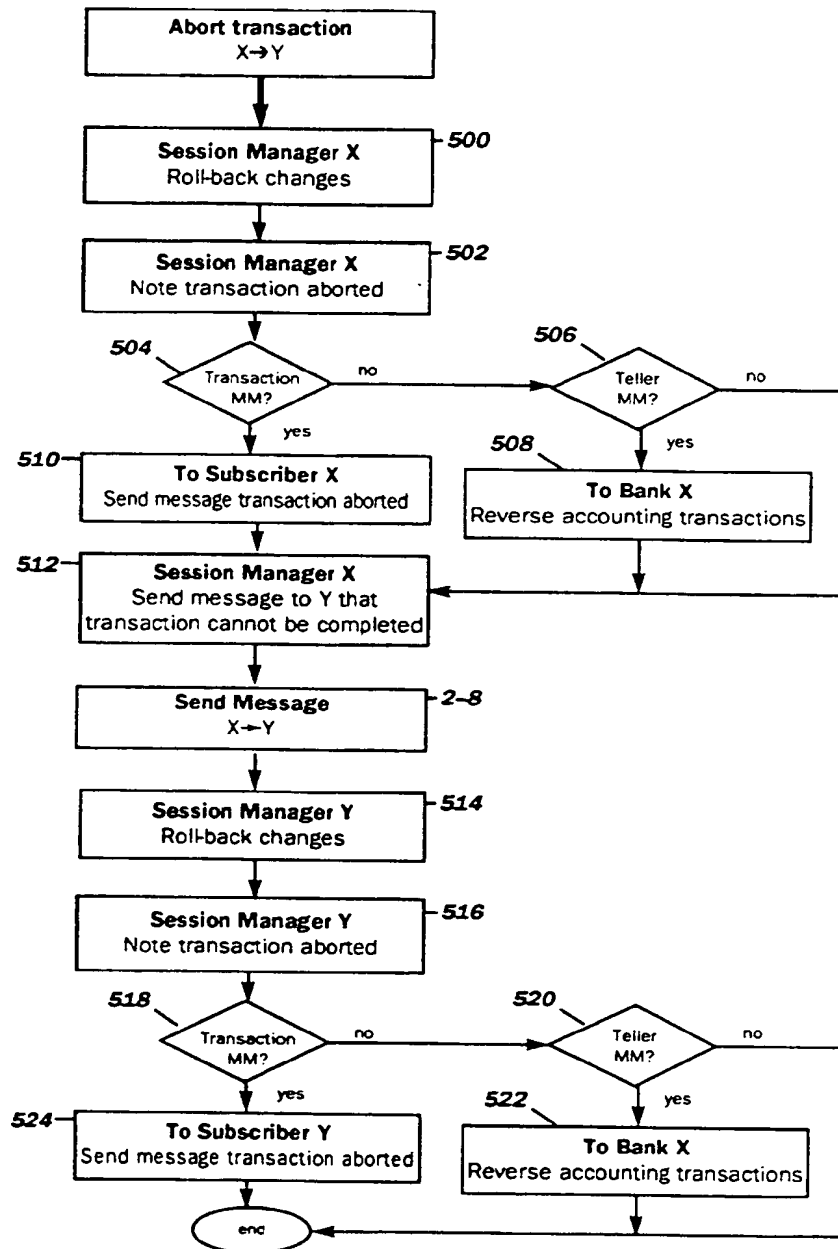 Abort transaction
X→Y
Session Manager X
Roll-back changes
500
Session Manager X
Note transaction aborted
502
504
Transaction
MM?
no
yes
506
Teller
MM?
no
yes
510
To Subscriber X
Send message transaction aborted
508
To Bank X
Reverse accounting transactions
512
Session Manager X
Send message to Y that
transaction cannot be completed
Send Message
X→Y
2-8
Session Manager Y
Roll-back changes
514
Session Manager Y
Note transaction aborted
516
518
Transaction
MM?
no
yes
520
Teller
MM?
no
yes
524
To Subscriber Y
Send message transaction aborted
522
To Bank X
Reverse accounting transactions
end